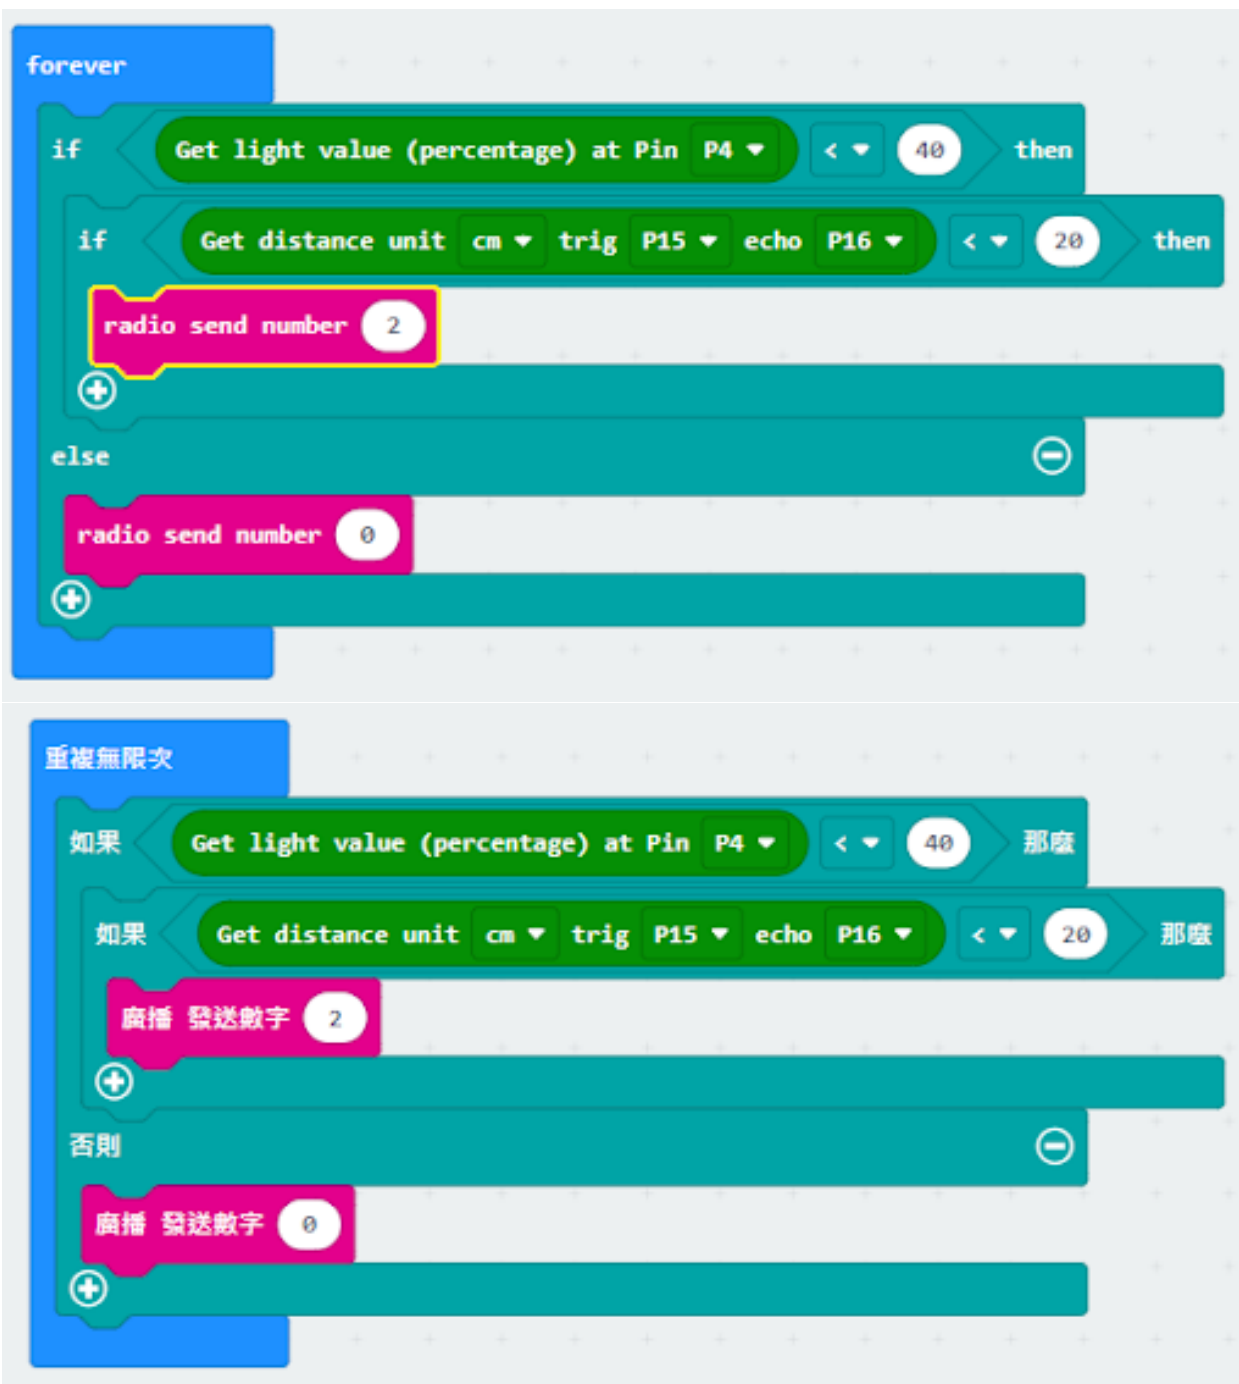 forever
if Get light value (percentage) at Pin P4 < 40 then
if Get distance unit cm trig P15 echo P16 < 20 then
radio send number 2
else
radio send number 0
重複無限次
如果 Get light value (percentage) at Pin P4 < 40 那麼
如果 Get distance unit cm trig P15 echo P16 < 20 那麼
廣播 發送數字 2
否則
廣播 發送數字 0